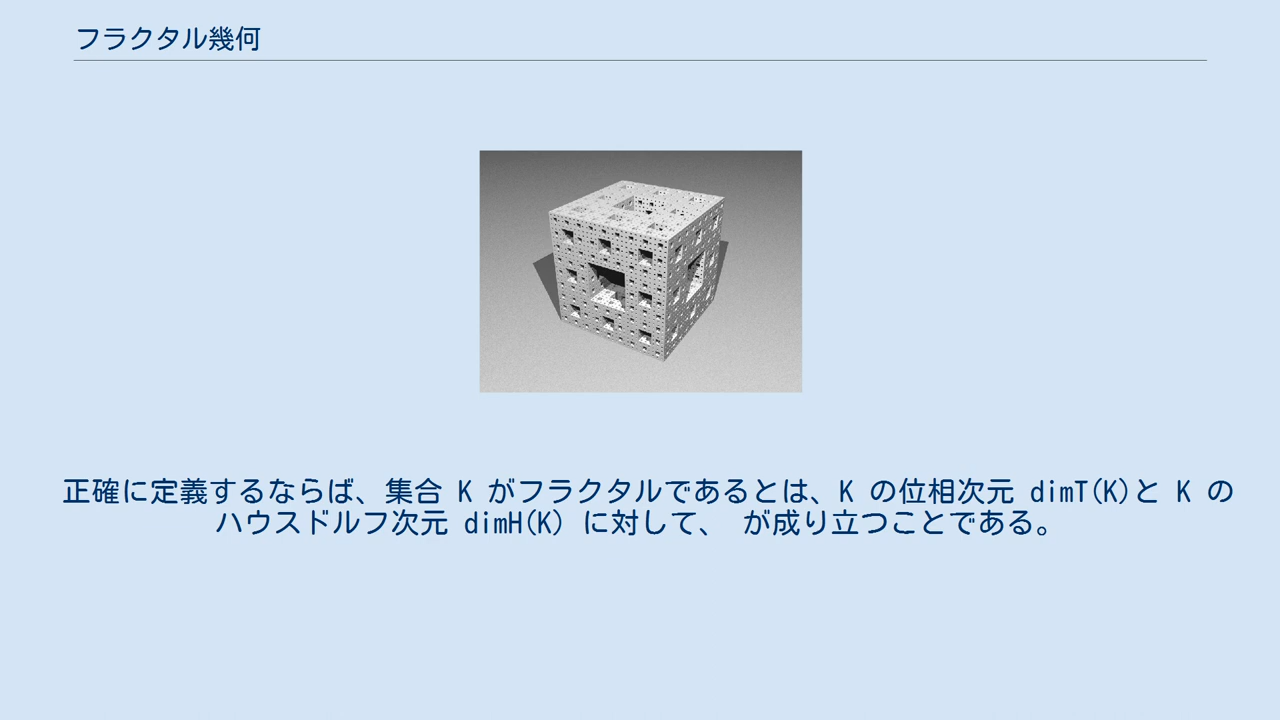 フラクタル幾何
正確に定義するならば、集合 K がフラクタルであるとは、K の位相次元 dimT(K)と K の
ハウスドルフ次元 dimH(K) に対して、 が成り立つことである。